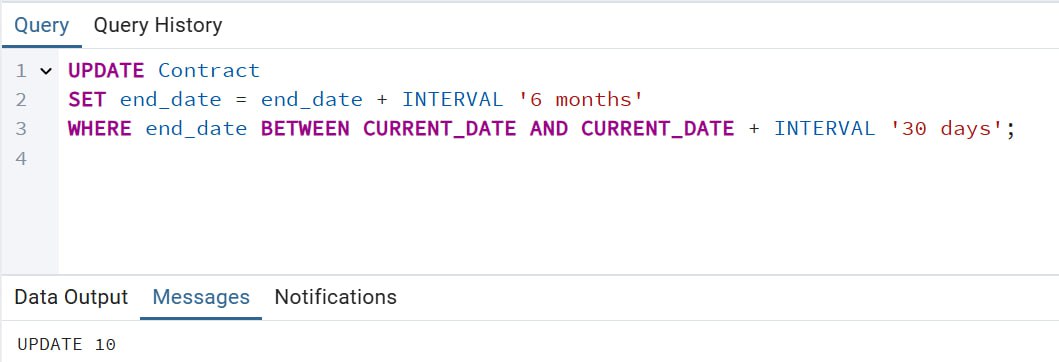 Query Query History
1 UPDATE Contract
2 SET end_date = end_date + INTERVAL '6 months'
3 WHERE end_date BETWEEN CURRENT_DATE AND CURRENT_DATE + INTERVAL '30 days';
4
Data Output Messages Notifications
UPDATE 10